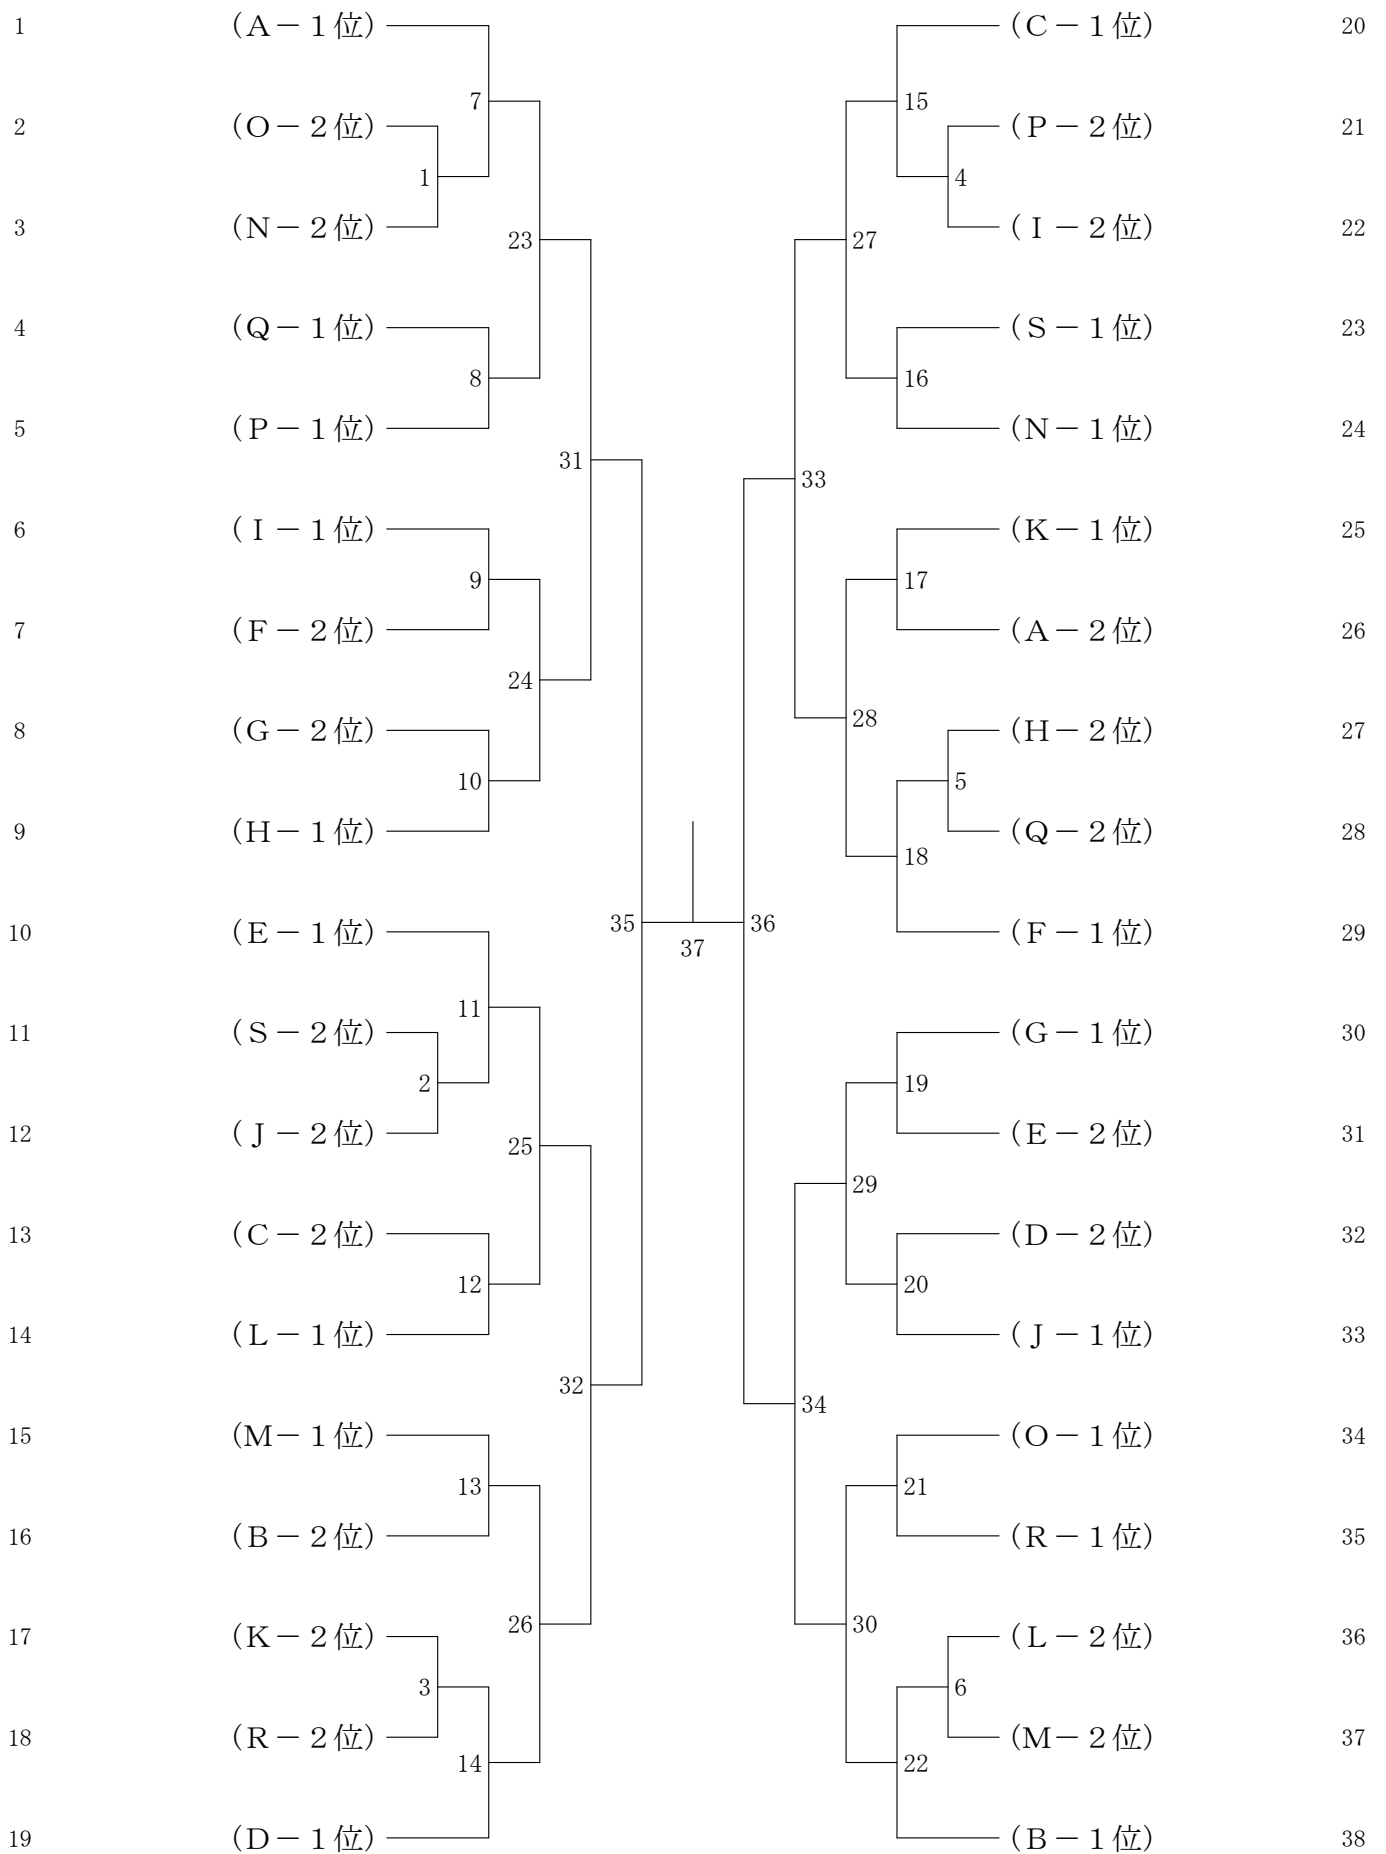 1 (A－1位) (C－1位) 20
7 15
2 (O－2位) (P－2位) 21
1 4
3 (N－2位) (I－2位) 22
23 27
4 (Q－1位) (S－1位) 23
8 16
5 (P－1位) (N－1位) 24
31 33
6 (I－1位) (K－1位) 25
9 17
7 (F－2位) (A－2位) 26
24 28
8 (G－2位) (H－2位) 27
10 5
9 (H－1位) (Q－2位) 28
18
35 36
10 (E－1位) (F－1位) 29
37
11
11 (S－2位) (G－1位) 30
2 19
12 (J－2位) (E－2位) 31
25 29
13 (C－2位) (D－2位) 32
12 20
14 (L－1位) (J－1位) 33
32 34
15 (M－1位) (O－1位) 34
13 21
16 (B－2位) (R－1位) 35
26 30
17 (K－2位) (L－2位) 36
3 6
18 (R－2位) (M－2位) 37
14 22
19 (D－1位) (B－1位) 38